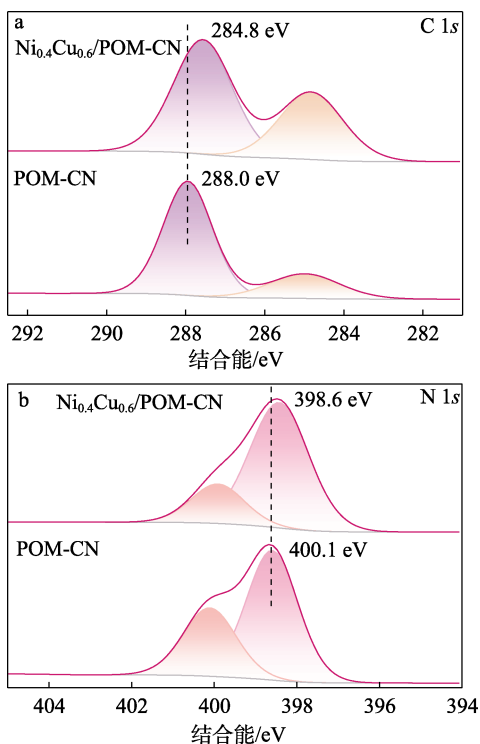 a
284.8 eV
C 1s
Ni0.4Cu0.6/POM-CN
POM-CN
288.0 eV
292 290 288 286 284 282
结合能/eV
b
Ni0.4Cu0.6/POM-CN
398.6 eV
N 1s
POM-CN
400.1 eV
404 402 400 398 396 394
结合能/eV